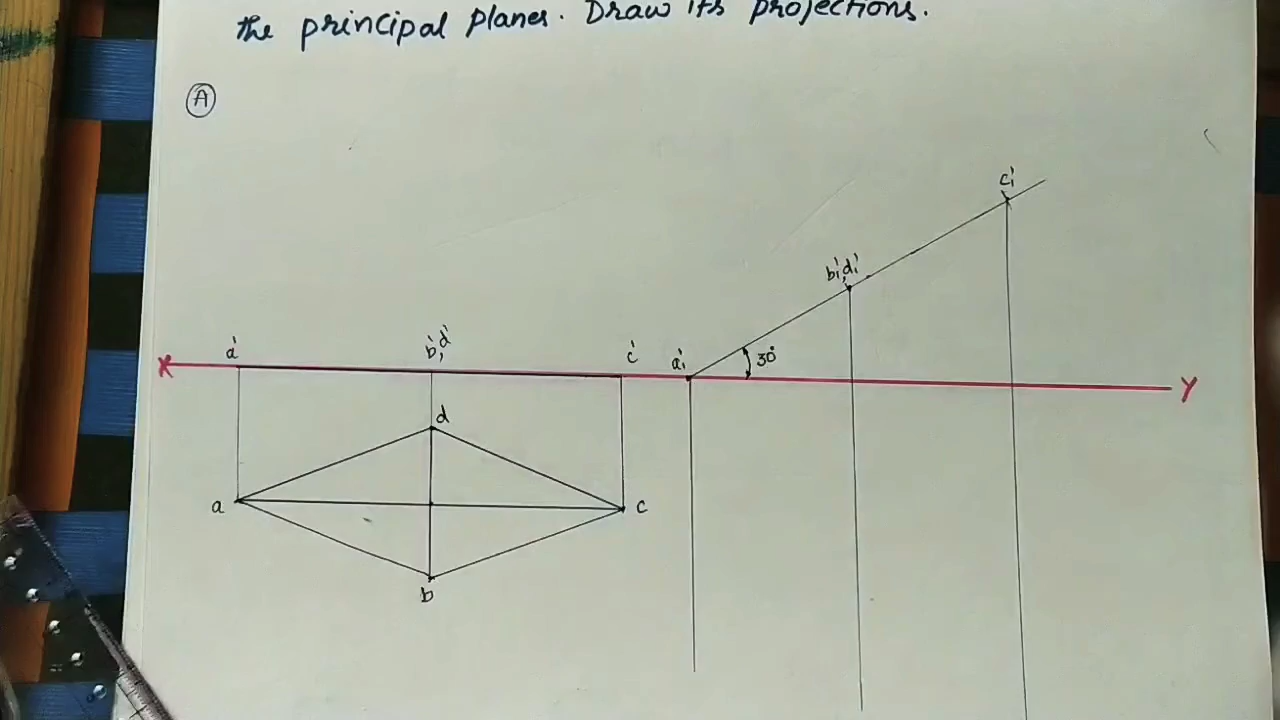 the principal planes. Draw its projections.
A
c₁'
b₁',d₁'
a' b',d' c' a₁' 30°
X Y
d
a c
b